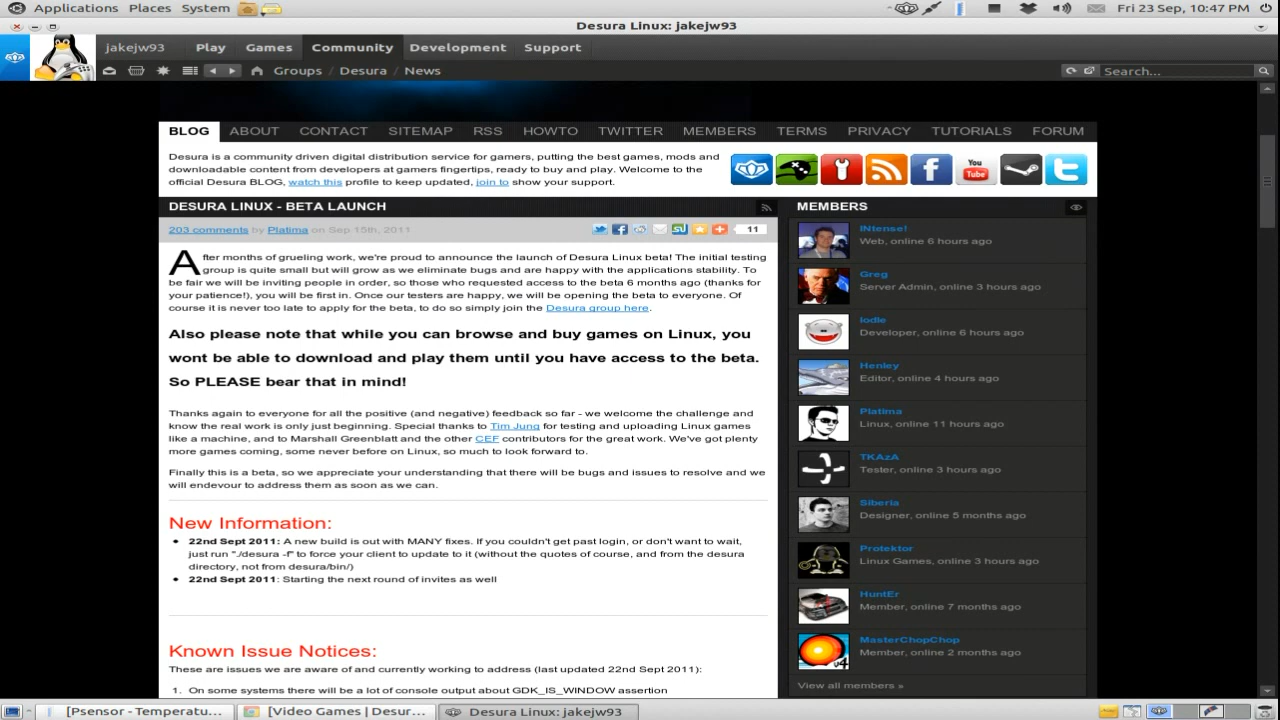 Applications Places System
Fri 23 Sep, 10:47 PM
Desura Linux: jakejw93
jakejw93 Play Games Community Development Support
Groups / Desura / News
Search...
BLOG ABOUT CONTACT SITEMAP RSS HOWTO TWITTER MEMBERS TERMS PRIVACY TUTORIALS FORUM
Desura is a community driven digital distribution service for gamers, putting the best games, mods and
downloadable content from developers at gamers fingertips, ready to buy and play. Welcome to the
official Desura BLOG, watch this profile to keep updated, join to show your support.
You
Tube
DESURA LINUX - BETA LAUNCH
203 comments by Platima on Sep 15th, 2011
11
After months of grueling work, we're proud to announce the launch of Desura Linux beta! The initial testing
group is quite small but will grow as we eliminate bugs and are happy with the applications stability. To
be fair we will be inviting people in order, so those who requested access to the beta 6 months ago (thanks for
your patience!), you will be first in. Once our testers are happy, we will be opening the beta to everyone. Of
course it is never too late to apply for the beta, to do so simply join the Desura group here.
Also please note that while you can browse and buy games on Linux, you
wont be able to download and play them until you have access to the beta.
So PLEASE bear that in mind!
Thanks again to everyone for all the positive (and negative) feedback so far - we welcome the challenge and
know the real work is only just beginning. Special thanks to Tim Jung for testing and uploading Linux games
like a machine, and to Marshall Greenblatt and the other CEF contributors for the great work. We've got plenty
more games coming, some never before on Linux, so much to look forward to.
Finally this is a beta, so we appreciate your understanding that there will be bugs and issues to resolve and we
will endevour to address them as soon as we can.
New Information:
• 22nd Sept 2011: A new build is out with MANY fixes. If you couldn't get past login, or don't want to wait,
just run "./desura -f" to force your client to update to it (without the quotes of course, and from the desura
directory, not from desura/bin/)
• 22nd Sept 2011: Starting the next round of invites as well
Known Issue Notices:
These are issues we are aware of and currently working to address (last updated 22nd Sept 2011):
1. On some systems there will be a lot of console output about GDK_IS_WINDOW assertion
MEMBERS
INtense!
Web, online 6 hours ago
Greg
Server Admin, online 3 hours ago
lodle
Developer, online 6 hours ago
Henley
Editor, online 4 hours ago
Platima
Linux, online 11 hours ago
TKAzA
Tester, online 3 hours ago
Siberia
Designer, online 5 months ago
Protektor
Linux Games, online 3 hours ago
HuntEr
Member, online 7 months ago
MasterChopChop
Member, online 2 months ago
v4
View all members »
[Psensor - Temperatu...
[Video Games | Desur...
Desura Linux: jakejw93